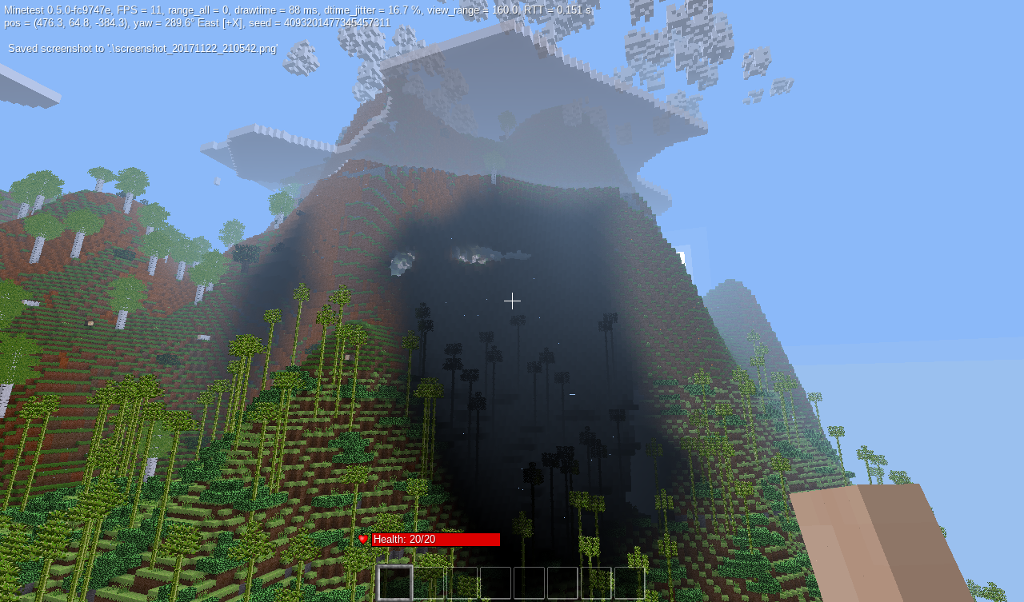 Minetest 0.5.0-fc9747e, FPS = 11, range_all = 0, drawtime = 88 ms, dtime_jitter = 16.7 %, view_range = 160.0, RTT = 0.151 s
pos = (476.3, 64.8, -384.3), yaw = 289.6° East [+X], seed = 4093201477345457311
Saved screenshot to '.\screenshot_20171122_210542.png'
Health: 20/20